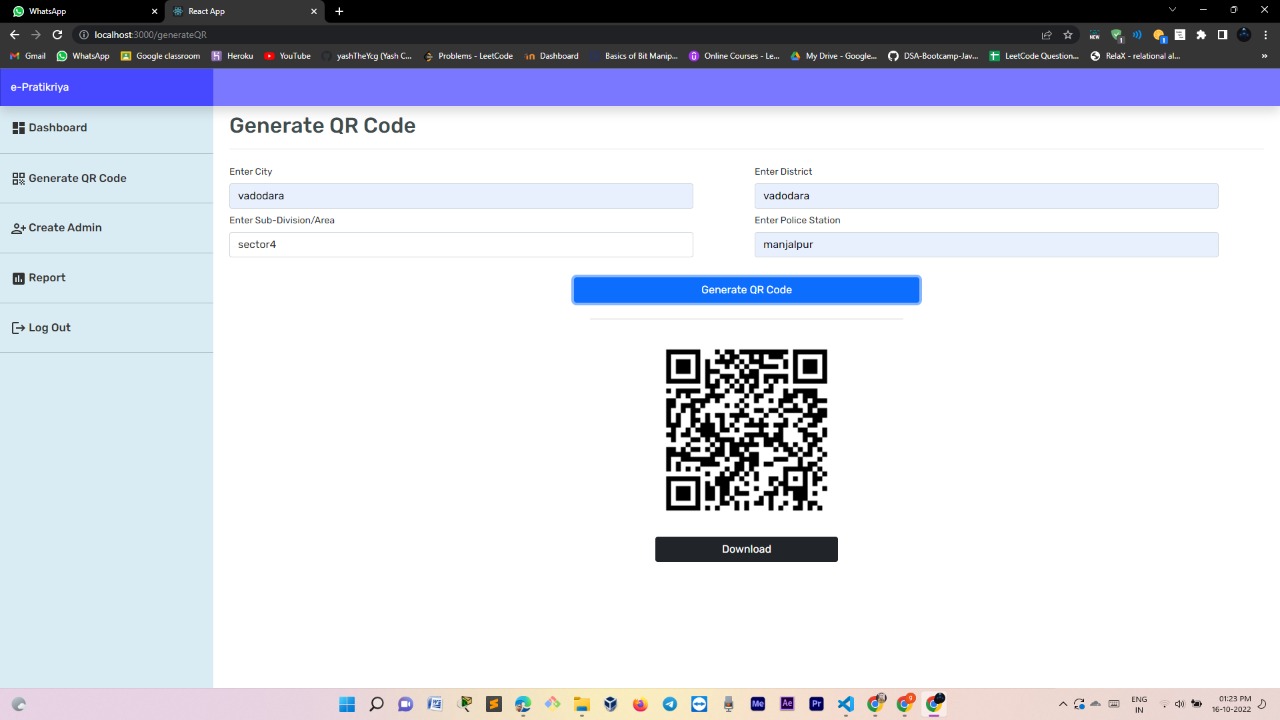 WhatsApp
React App
localhost:3000/generateQR
Gmail
WhatsApp
Google classroom
Heroku
YouTube
yashTheYcg (Yash C...
Problems - LeetCode
Dashboard
Basics of Bit Manip...
Online Courses - Le...
My Drive - Google...
DSA-Bootcamp-Jav...
LeetCode Question...
RelaX - relational al...
»
e-Pratikriya
Dashboard
Generate QR Code
Create Admin
Report
Log Out
Generate QR Code
Enter City
Enter District
vadodara
vadodara
Enter Sub-Division/Area
Enter Police Station
sector4
manjalpur
Generate QR Code
Download
ENG
IN
01:23 PM
16-10-2022